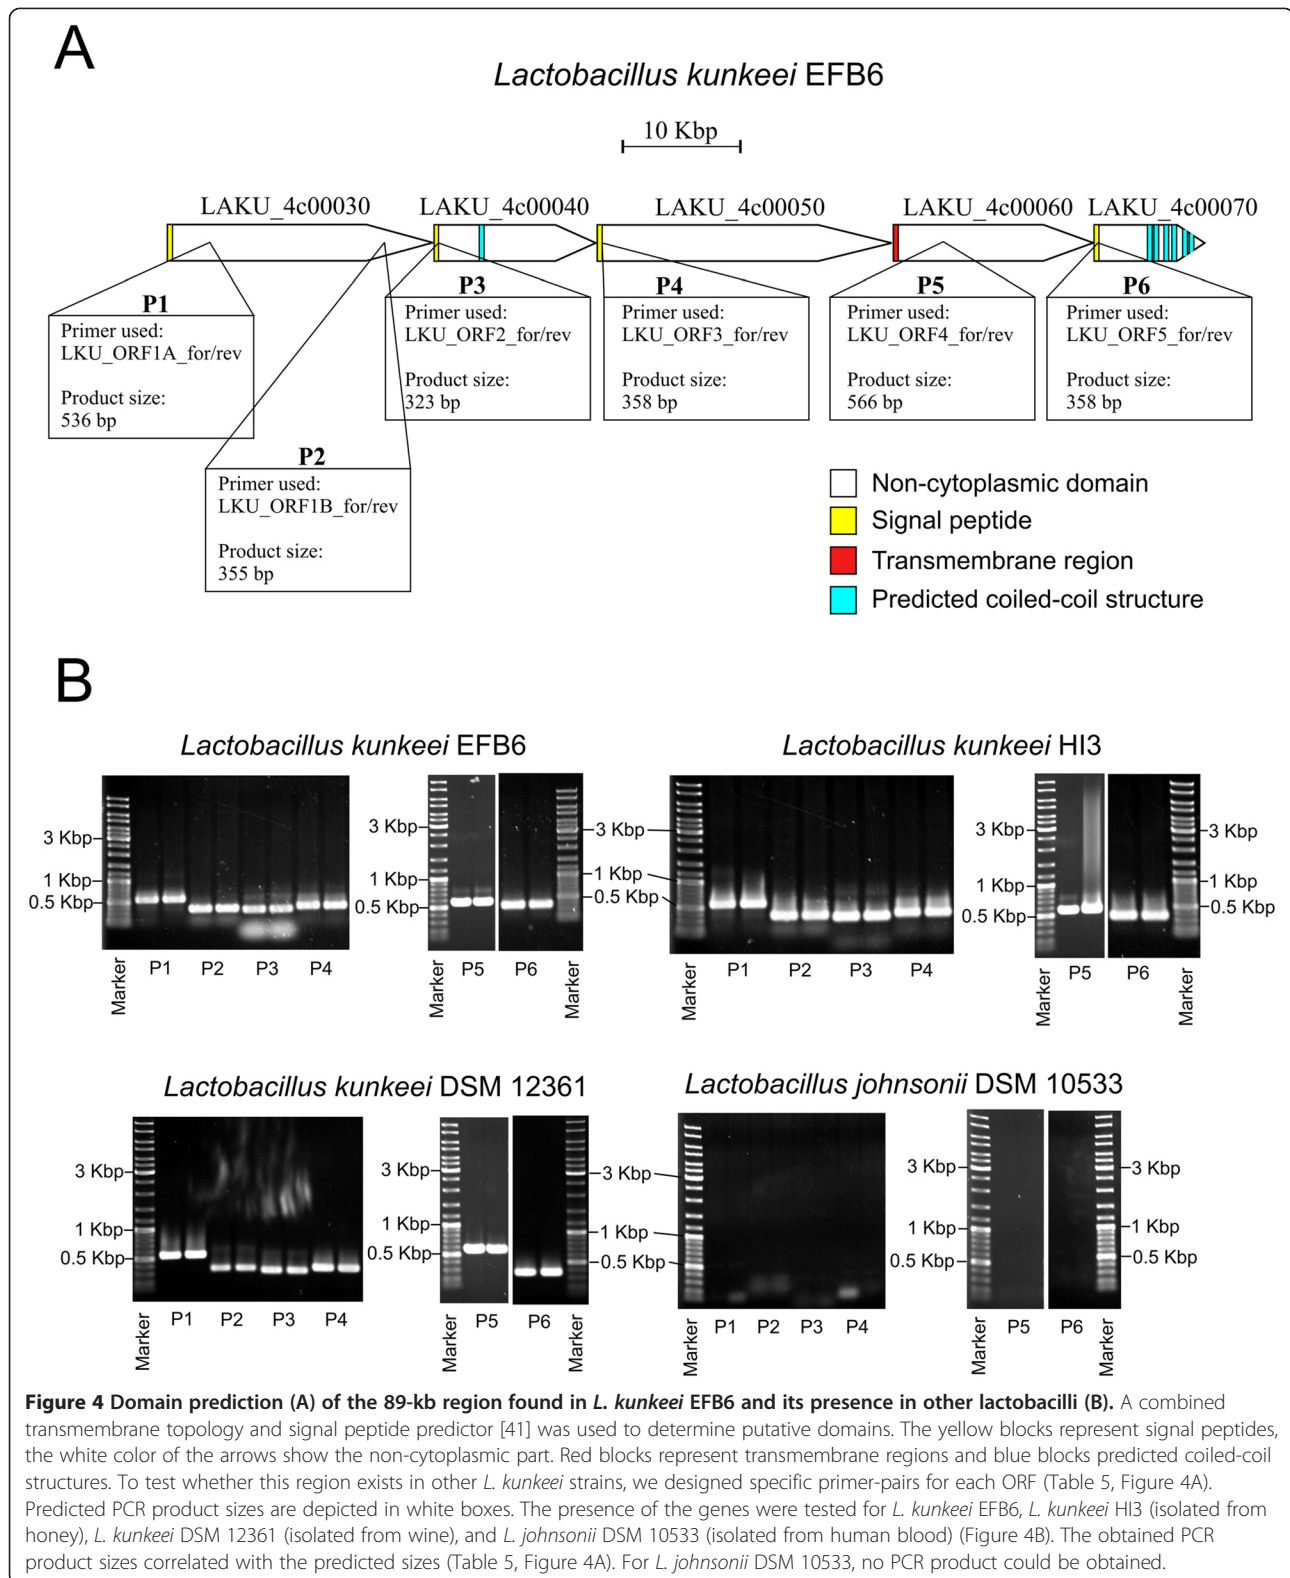 A
Lactobacillus kunkeei EFB6
10 Kbp
LAKU_4c00030
LAKU_4c00040
LAKU_4c00050
LAKU_4c00060
LAKU_4c00070
P1
Primer used:
LKU_ORF1A_for/rev
Product size:
536 bp
P2
Primer used:
LKU_ORF1B_for/rev
Product size:
355 bp
P3
Primer used:
LKU_ORF2_for/rev
Product size:
323 bp
P4
Primer used:
LKU_ORF3_for/rev
Product size:
358 bp
P5
Primer used:
LKU_ORF4_for/rev
Product size:
566 bp
P6
Primer used:
LKU_ORF5_for/rev
Product size:
358 bp
Non-cytoplasmic domain
Signal peptide
Transmembrane region
Predicted coiled-coil structure
B
Lactobacillus kunkeei EFB6
3 Kbp
1 Kbp
0.5 Kbp
Marker
P1
P2
P3
P4
3 Kbp
1 Kbp
0.5 Kbp
Marker
P5
P6
Marker
Lactobacillus kunkeei HI3
3 Kbp
1 Kbp
0.5 Kbp
Marker
P1
P2
P3
P4
3 Kbp
1 Kbp
0.5 Kbp
Marker
P5
P6
Marker
3 Kbp
1 Kbp
0.5 Kbp
Lactobacillus kunkeei DSM 12361
3 Kbp
1 Kbp
0.5 Kbp
Marker
P1
P2
P3
P4
3 Kbp
1 Kbp
0.5 Kbp
Marker
P5
P6
Marker
Lactobacillus johnsonii DSM 10533
3 Kbp
1 Kbp
0.5 Kbp
Marker
P1
P2
P3
P4
3 Kbp
1 Kbp
0.5 Kbp
Marker
P5
P6
Marker
3 Kbp
1 Kbp
0.5 Kbp
Figure 4 Domain prediction (A) of the 89-kb region found in L. kunkeei EFB6 and its presence in other lactobacilli (B). A combined
transmembrane topology and signal peptide predictor [41] was used to determine putative domains. The yellow blocks represent signal peptides,
the white color of the arrows show the non-cytoplasmic part. Red blocks represent transmembrane regions and blue blocks predicted coiled-coil
structures. To test whether this region exists in other L. kunkeei strains, we designed specific primer-pairs for each ORF (Table 5, Figure 4A).
Predicted PCR product sizes are depicted in white boxes. The presence of the genes were tested for L. kunkeei EFB6, L. kunkeei HI3 (isolated from
honey), L. kunkeei DSM 12361 (isolated from wine), and L. johnsonii DSM 10533 (isolated from human blood) (Figure 4B). The obtained PCR
product sizes correlated with the predicted sizes (Table 5, Figure 4A). For L. johnsonii DSM 10533, no PCR product could be obtained.